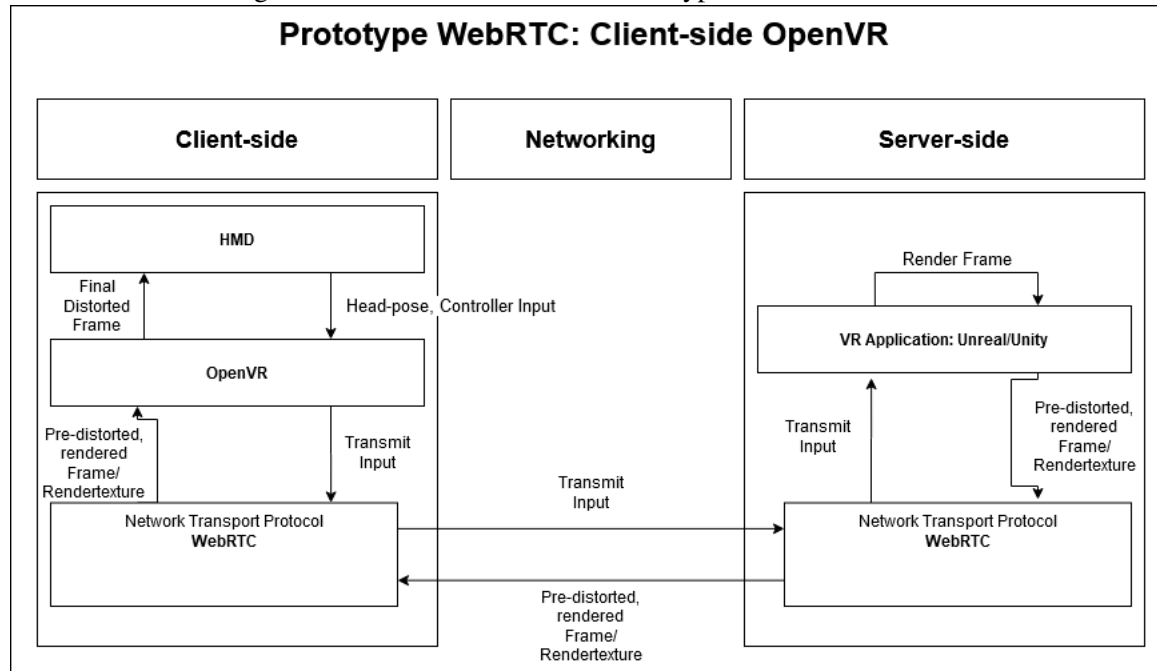 Prototype WebRTC: Client-side OpenVR
Client-side
Networking
Server-side
HMD
Final
Distorted
Frame
Head-pose, Controller Input
OpenVR
Pre-distorted,
rendered
Frame/
Rendertexture
Transmit
Input
Network Transport Protocol
WebRTC
Transmit
Input
Pre-distorted,
rendered
Frame/
Rendertexture
Render Frame
VR Application: Unreal/Unity
Transmit
Input
Pre-distorted,
rendered
Frame/
Rendertexture
Network Transport Protocol
WebRTC